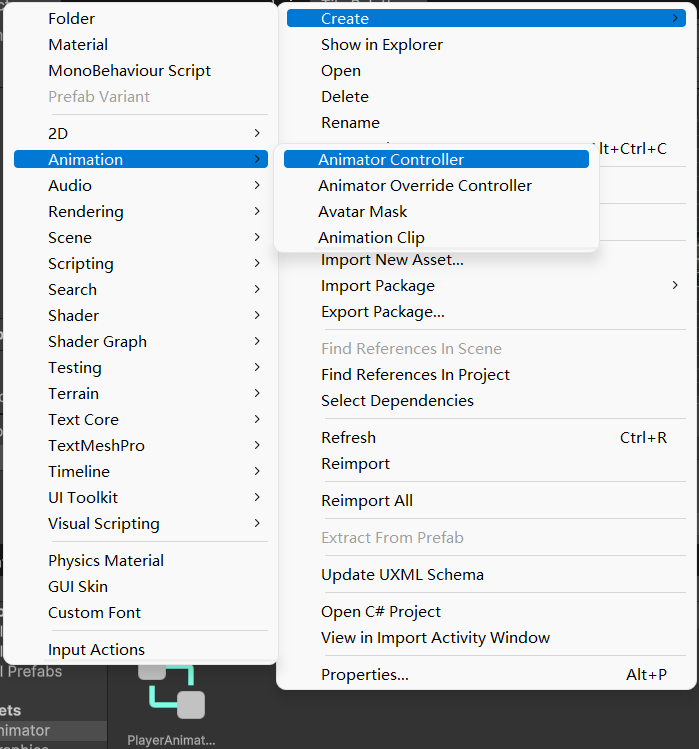 Folder
Material
MonoBehaviour Script
Prefab Variant
2D
Animation
Audio
Rendering
Scene
Scripting
Search
Shader
Shader Graph
Testing
Terrain
Text Core
TextMeshPro
Timeline
UI Toolkit
Visual Scripting
Physics Material
GUI Skin
Custom Font
Input Actions
Animator Controller
Animator Override Controller
Avatar Mask
Animation Clip
Create
Show in Explorer
Open
Delete
Rename
lt+Ctrl+C
Import New Asset...
Import Package
Export Package...
Find References In Scene
Find References In Project
Select Dependencies
Refresh Ctrl+R
Reimport
Reimport All
Extract From Prefab
Update UXML Schema
Open C# Project
View in Import Activity Window
Properties... Alt+P
l Prefabs
ets
nimator
PlayerAnimat...